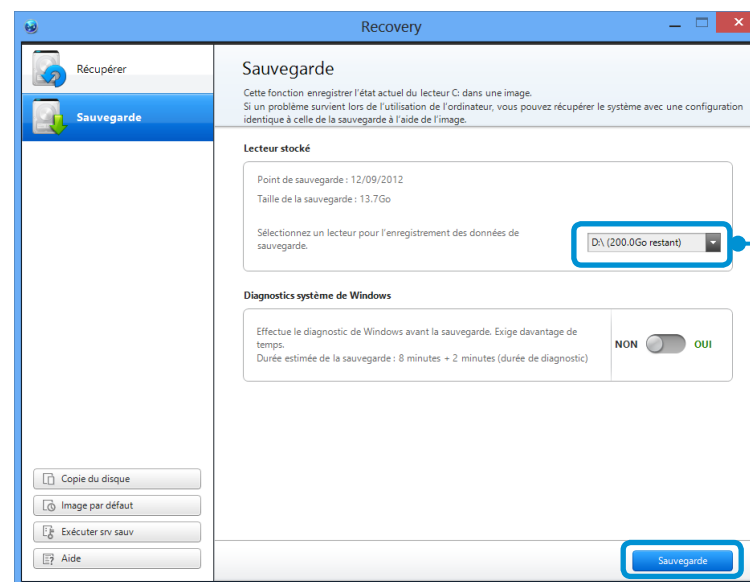 Recovery
Récupérer
Sauvegarde
Sauvegarde
Cette fonction enregistrer l'état actuel du lecteur C: dans une image.
Si un problème survient lors de l'utilisation de l'ordinateur, vous pouvez récupérer le système avec une configuration
identique à celle de la sauvegarde à l'aide de l'image.
Lecteur stocké
Point de sauvegarde : 12/09/2012
Taille de la sauvegarde : 13.7Go
Sélectionnez un lecteur pour l'enregistrement des données de
sauvegarde.
D:\ (200.0Go restant)
Diagnostics système de Windows
Effectue le diagnostic de Windows avant la sauvegarde. Exige davantage de
temps.
Durée estimée de la sauvegarde : 8 minutes + 2 minutes (durée de diagnostic)
NON OUI
Copie du disque
Image par défaut
Exécuter srv sauv
Aide
Sauvegarde